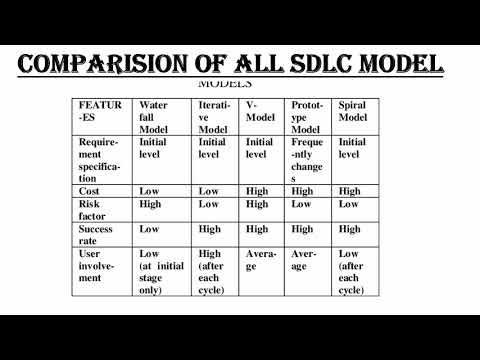 COMPARISION OF ALL SDLC MODEL
MODELS
FEATUR Water Iterati- V- Protot- Spiral
-ES fall ve Model ype Model
Model Model Model
Require- Initial Initial Initial Freque Initial
ment level level level -ntly level
specifica- change
tion s
Cost Low Low High High High
Risk High Low High Low Low
factor
Success Low High High High High
rate
User Low High Avera- Aver- Low
involve- (at initial (after ge age (after
ment stage each each
only) cycle) cycle)